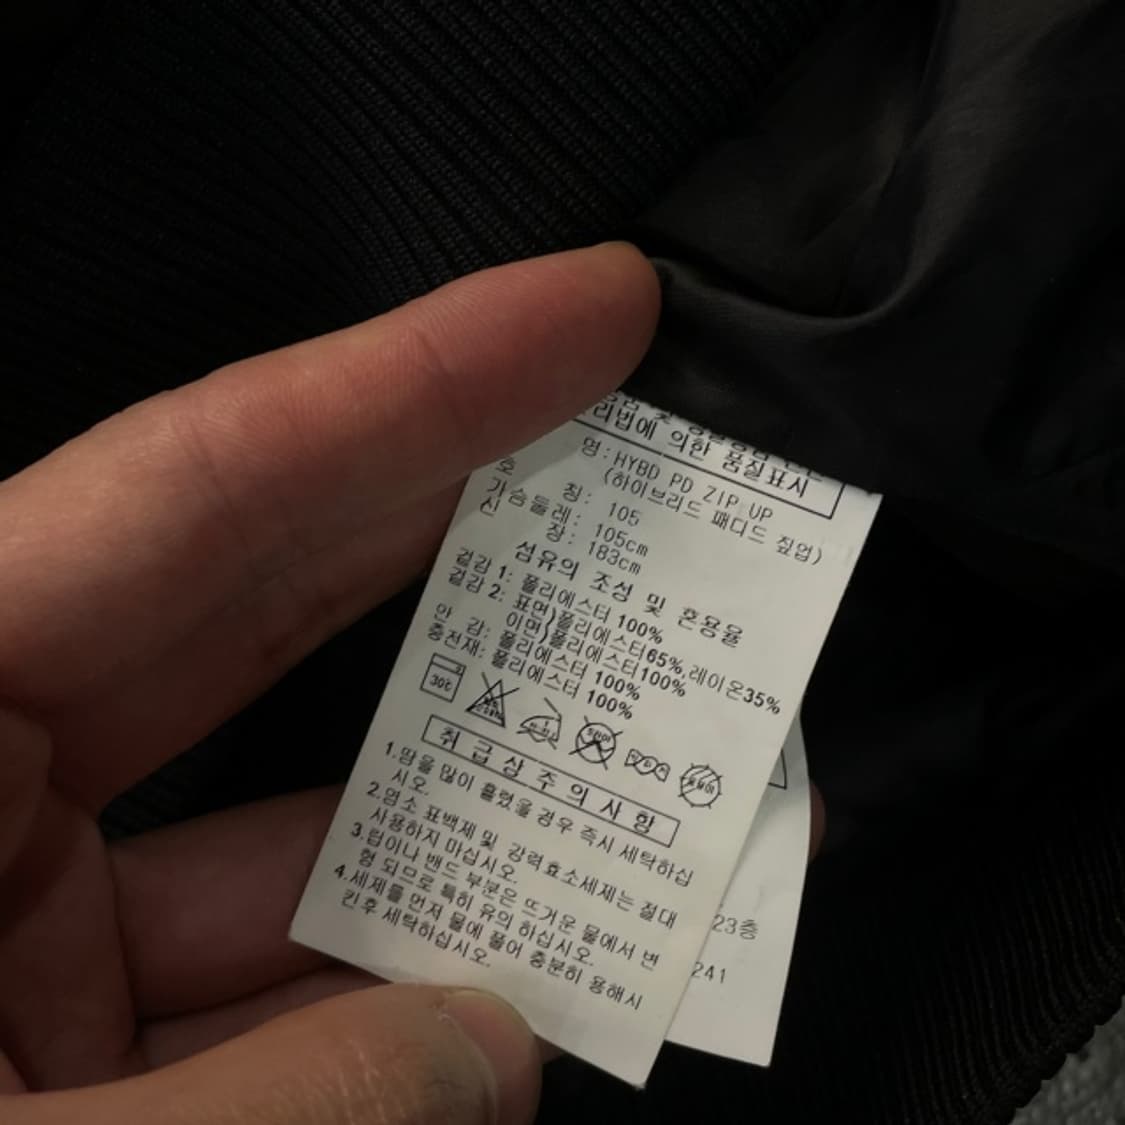 리법에 의한 품질표시
명: HYBD PD ZIP UP
(하이브리드 패디드 짚업)
호 칭: 105
가슴둘레: 105cm
신 장: 183cm
섬유의 조성 및 혼용율
겉감 1: 폴리에스터 100%
겉감 2: 표면)폴리에스터65%,레이온35%
이면)폴리에스터100%
안 감: 폴리에스터 100%
충전재: 폴리에스터 100%
30℃
취급상주의사항
1.땀을 많이 흘렸을 경우 즉시 세탁하십
시오.
2.염소 표백제 및 강력효소세제는 절대
사용하지 마십시오.
3.립이나 밴드 부분은 뜨거운 물에서 변
형 되므로 특히 유의 하십시오.
4.세제를 먼저 물에 풀어 충분히 용해시
킨후 세탁하십시오.
23층
241